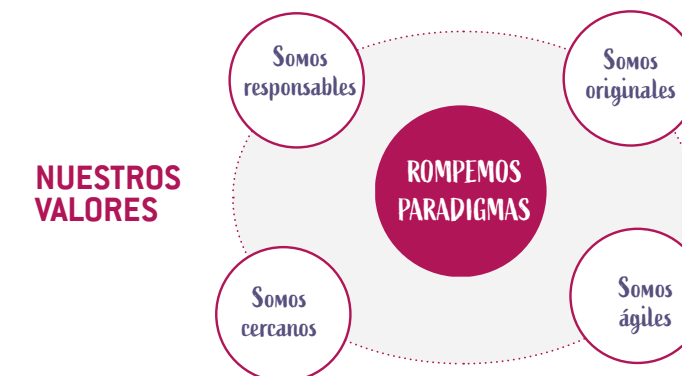 NUESTROS
VALORES
Somos
responsables
Somos
originales
ROMPEMOS
PARADIGMAS
Somos
cercanos
Somos
ágiles